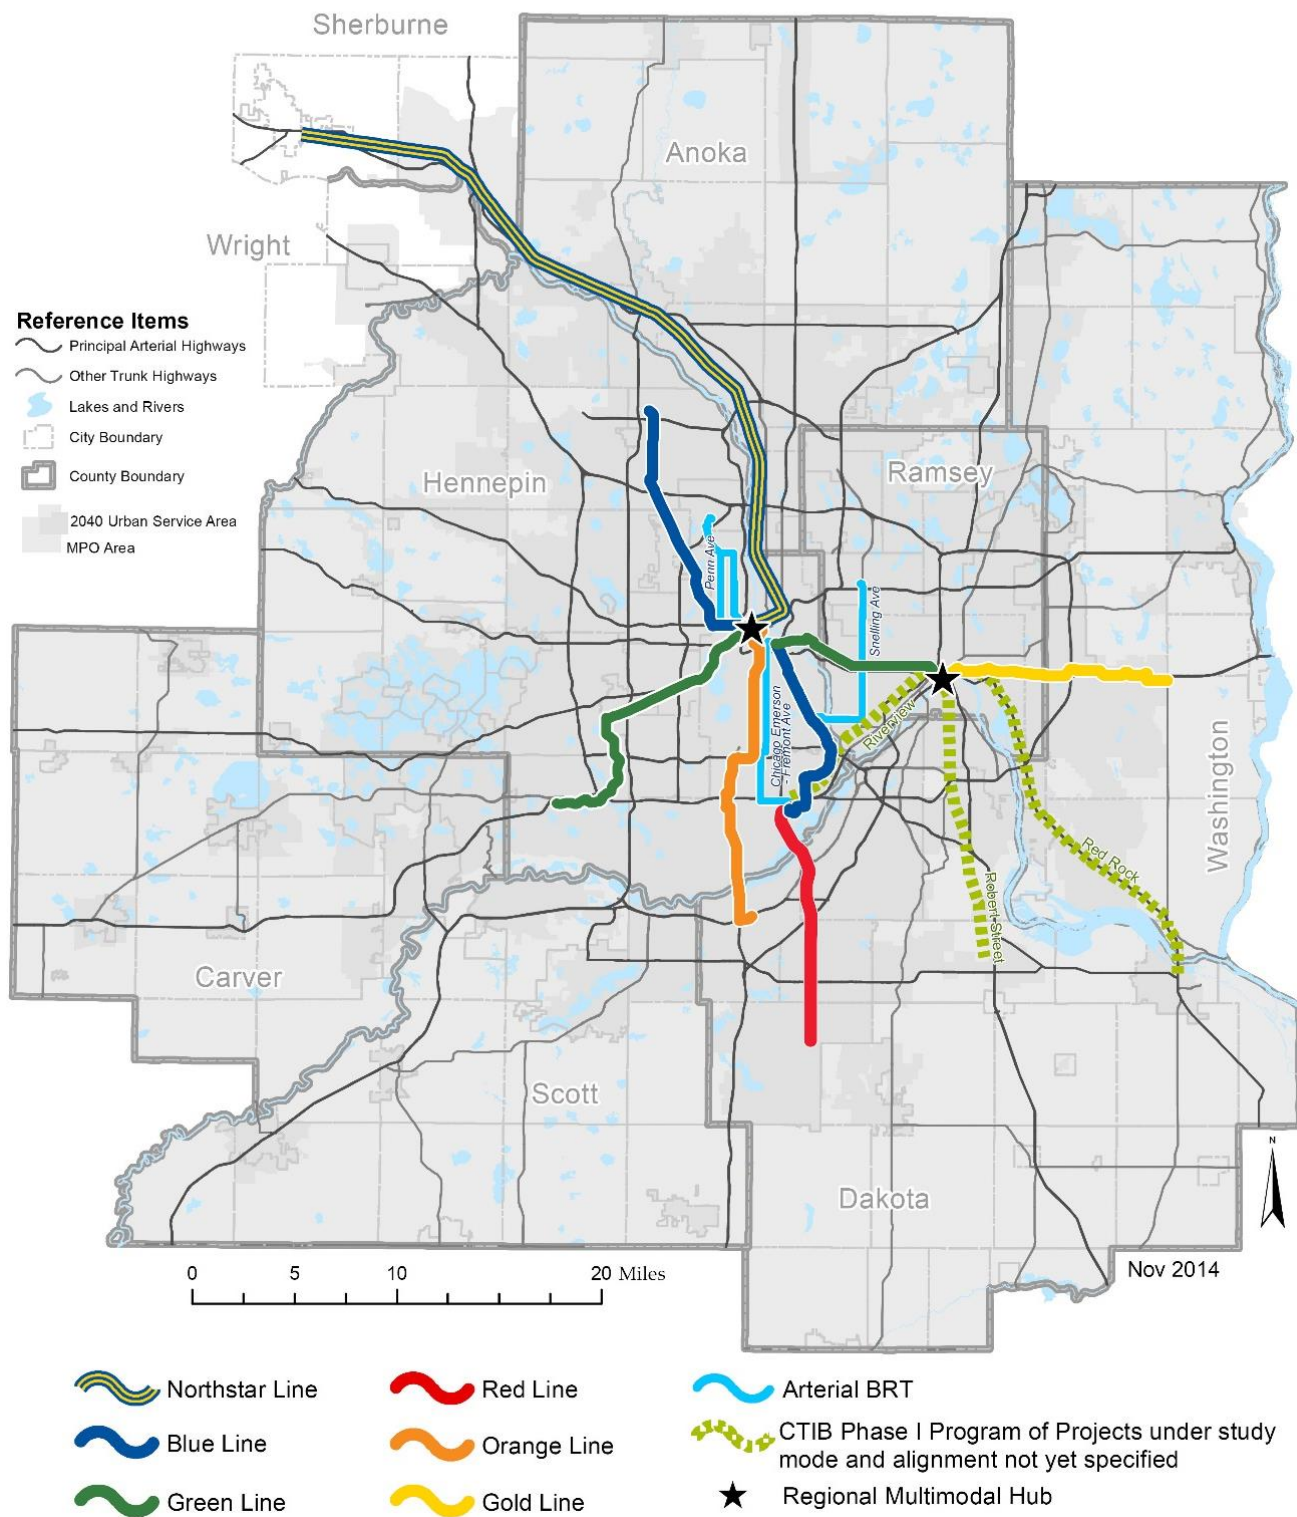 Sherburne
Anoka
Wright
Reference Items
Principal Arterial Highways
Other Trunk Highways
Lakes and Rivers
City Boundary
County Boundary
2040 Urban Service Area
MPO Area
Hennepin
Ramsey
Penn Ave
Snelling Ave
Chicago Emerson
- Fremont Ave
Riverview
Washington
Red Rock
Robert Street
Carver
Scott
Dakota
N
Nov 2014
0 5 10 20 Miles
Northstar Line
Blue Line
Green Line
Red Line
Orange Line
Gold Line
Arterial BRT
CTIB Phase I Program of Projects under study
mode and alignment not yet specified
Regional Multimodal Hub